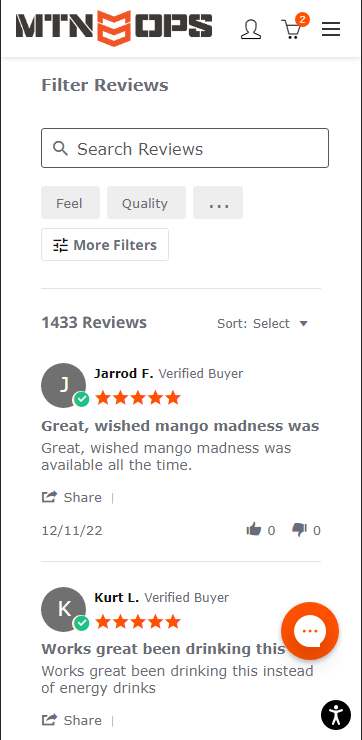 MTN OPS
2
Filter Reviews
Search Reviews
Feel
Quality
...
More Filters
1433 Reviews
Sort: Select
J
Jarrod F. Verified Buyer
Great, wished mango madness was
Great, wished mango madness was
available all the time.
Share |
12/11/22
0
0
K
Kurt L. Verified Buyer
Works great been drinking this
Works great been drinking this instead
of energy drinks
Share |